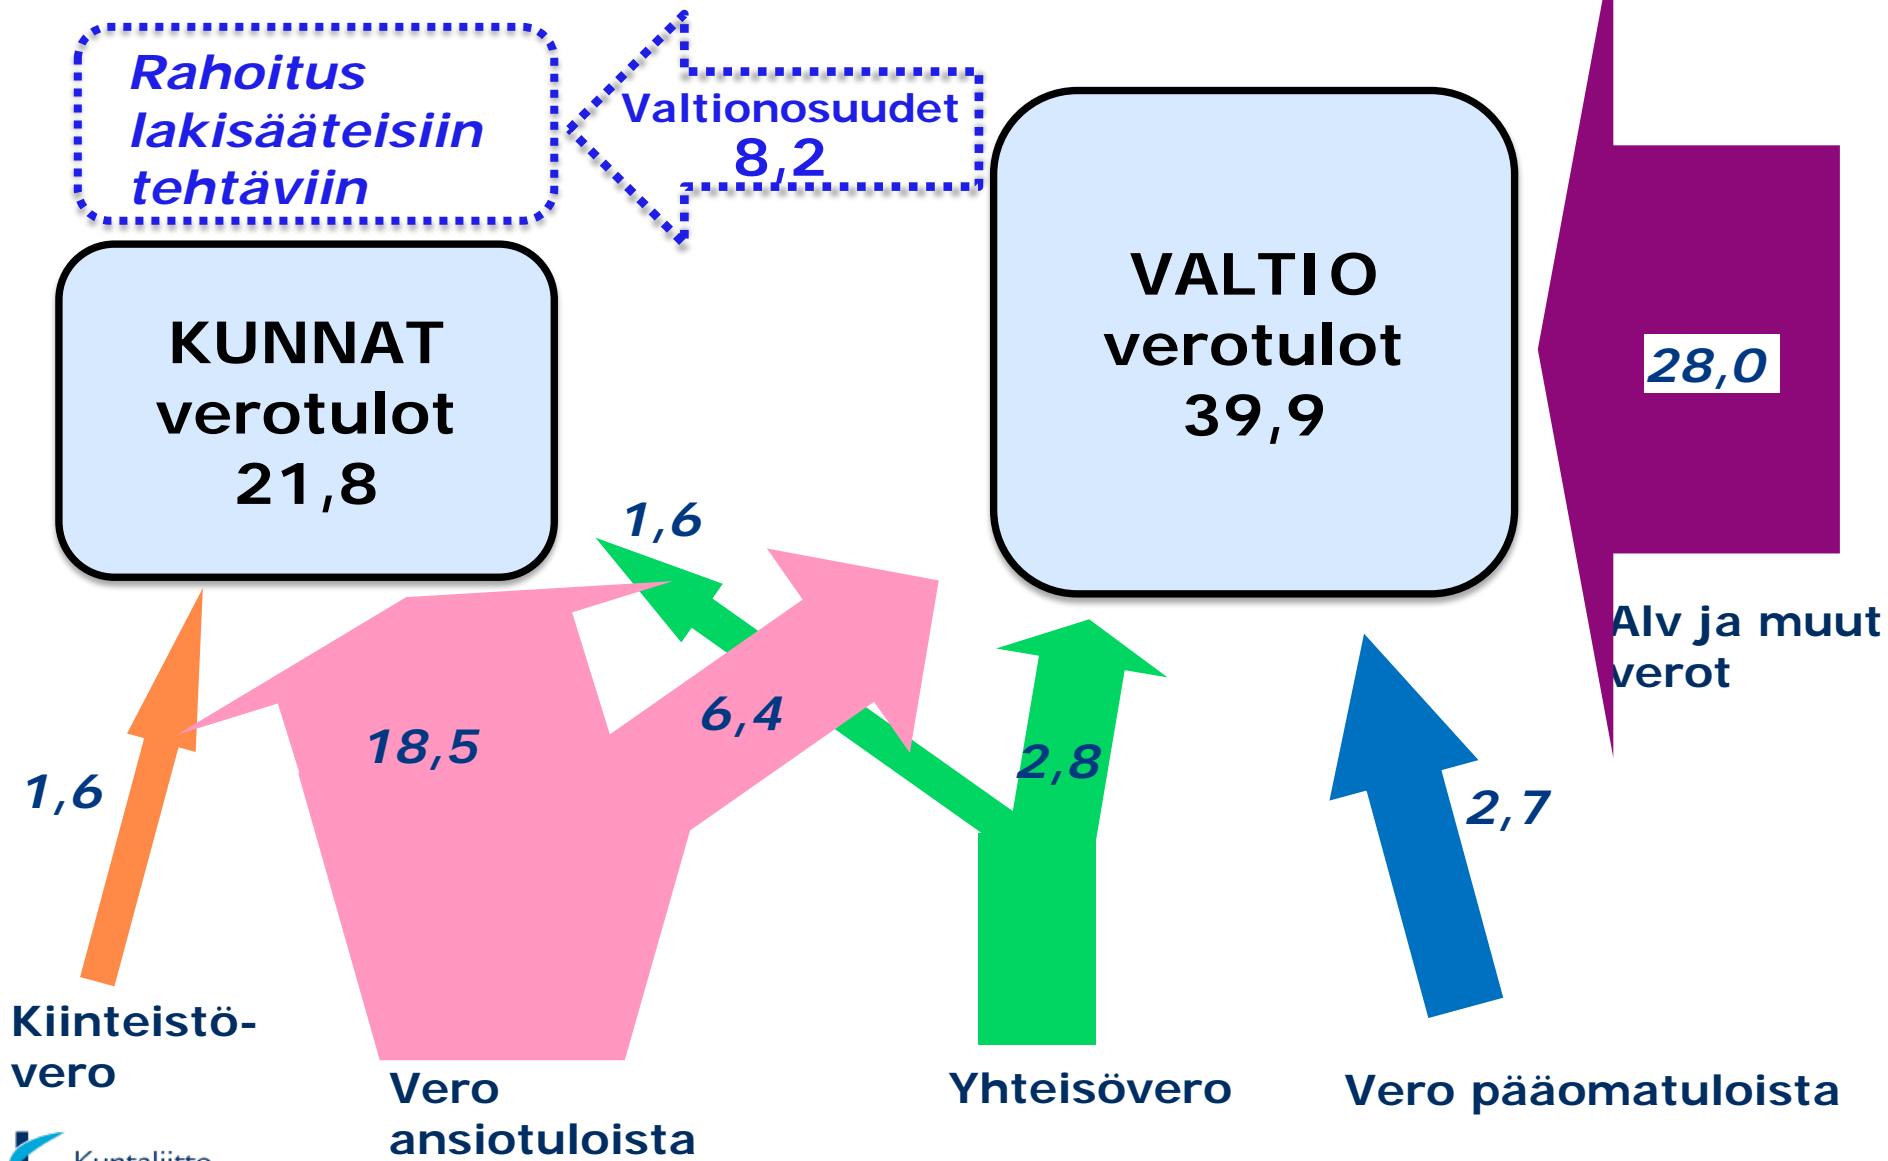 Rahoitus
lakisääteisiin
tehtäviin
Valtionosuudet
8,2
KUNNAT
verotulot
21,8
VALTIO
verotulot
39,9
28,0
Alv ja muut
verot
1,6
1,6
18,5
6,4
2,8
2,7
Kiinteistö-
vero
Vero
ansiotuloista
Yhteisövero
Vero pääomatuloista
Kuntaliitto